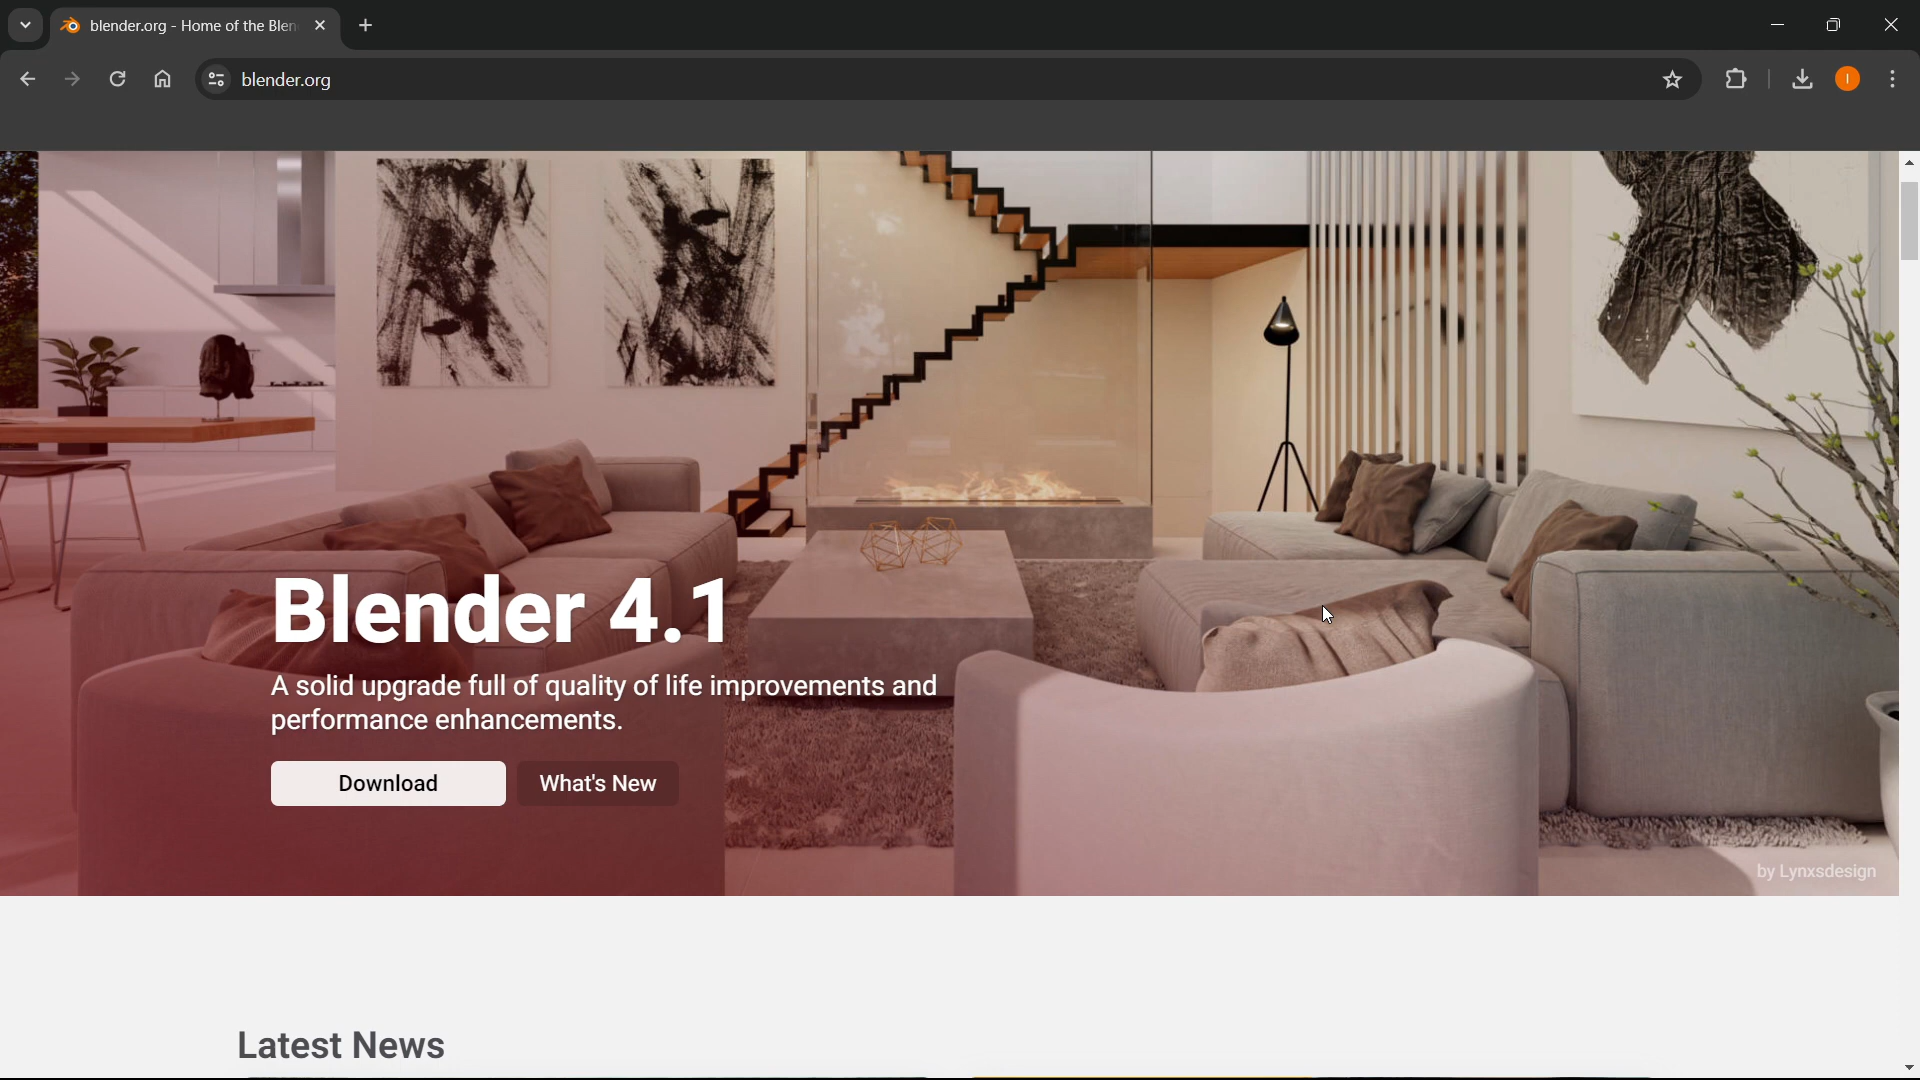 blender.org - Home of the Blen
blender.org
I
Blender 4.1
A solid upgrade full of quality of life improvements and
performance enhancements.
Download
What's New
by Lynxsdesign
Latest News